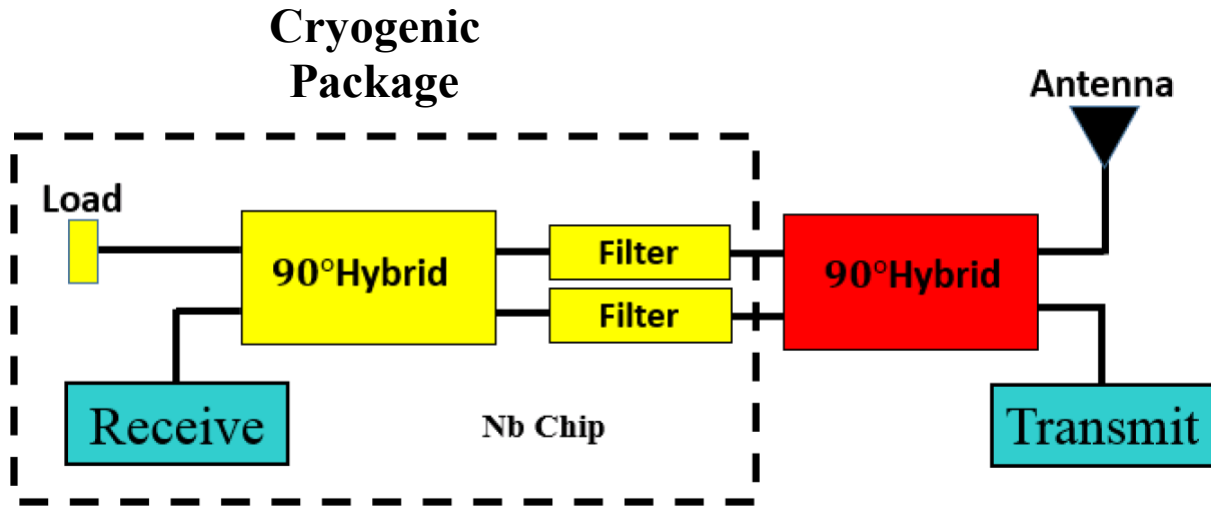 Cryogenic
Package
Antenna
Load
90°Hybrid
Filter
Filter
90°Hybrid
Receive
Nb Chip
Transmit